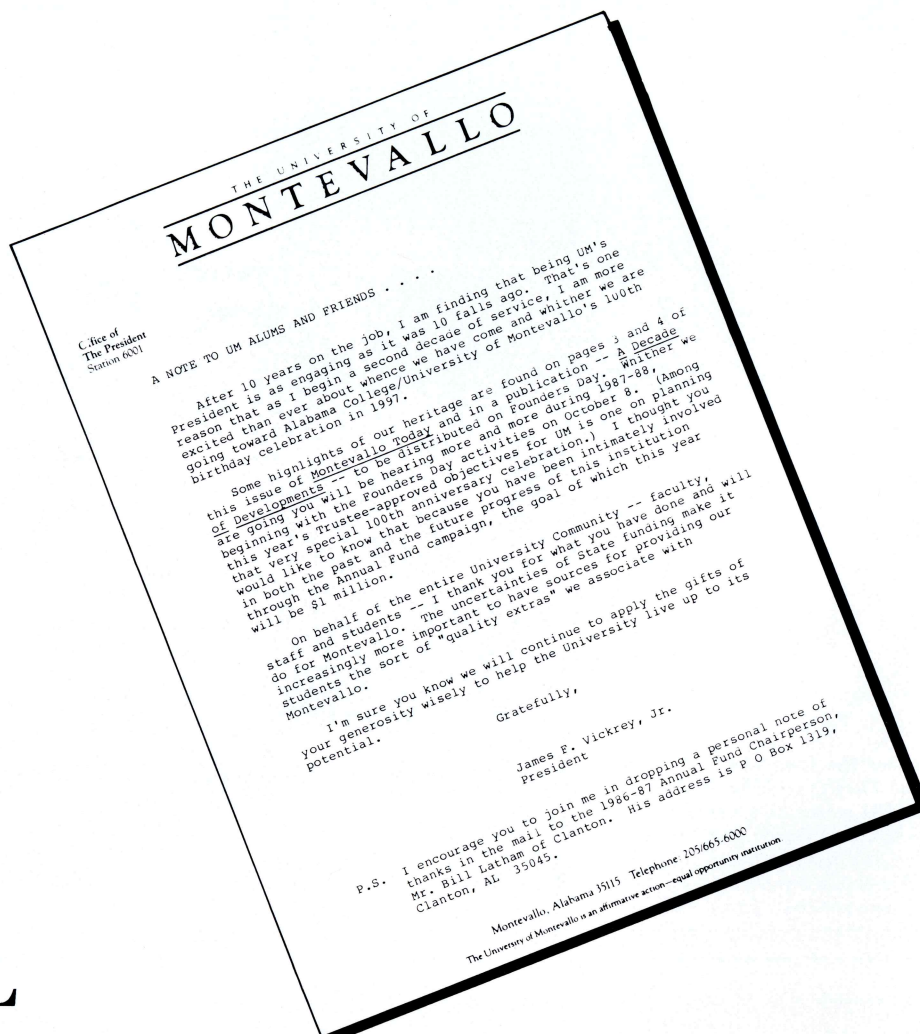 THE UNIVERSITY OF
MONTEVALLO
Office of
The President
Station 6001
A NOTE TO UM ALUMS AND FRIENDS . . . .
After 10 years on the job, I am finding that being UM's
President is as engaging as it was 10 falls ago. That's one
reason that as I begin a second decade of service, I am more
excited than ever about whence we have come and whither we are
going toward Alabama College/University of Montevallo's 100th
birthday celebration in 1997.
Some highlights of our heritage are found on pages 3 and 4 of
this issue of Montevallo Today and in a publication -- A Decade
of Developments -- to be distributed on Founders Day. Whither we
are going you will be hearing more and more during 1987-88,
beginning with the Founders Day activities on October 8. (Among
this year's Trustee-approved objectives for UM is one on planning
that very special 100th anniversary celebration.) I thought you
would like to know that because you have been intimately involved
in both the past and the future progress of this institution
through the Annual Fund campaign, the goal of which this year
will be $1 million.
On behalf of the entire University Community -- faculty,
staff and students -- I thank you for what you have done and will
do for Montevallo. The uncertainties of State funding make it
increasingly more important to have sources for providing our
students the sort of "quality extras" we associate with
Montevallo.
I'm sure you know we will continue to apply the gifts of
your generosity wisely to help the University live up to its
potential.
Gratefully,
James F. Vickrey, Jr.
President
P.S. I encourage you to join me in dropping a personal note of
thanks in the mail to the 1986-87 Annual Fund Chairperson,
Mr. Bill Latham of Clanton. His address is P O Box 1319,
Clanton, AL 35045.
Montevallo, Alabama 35115 Telephone: 205/665-6000
The University of Montevallo is an affirmative action—equal opportunity institution